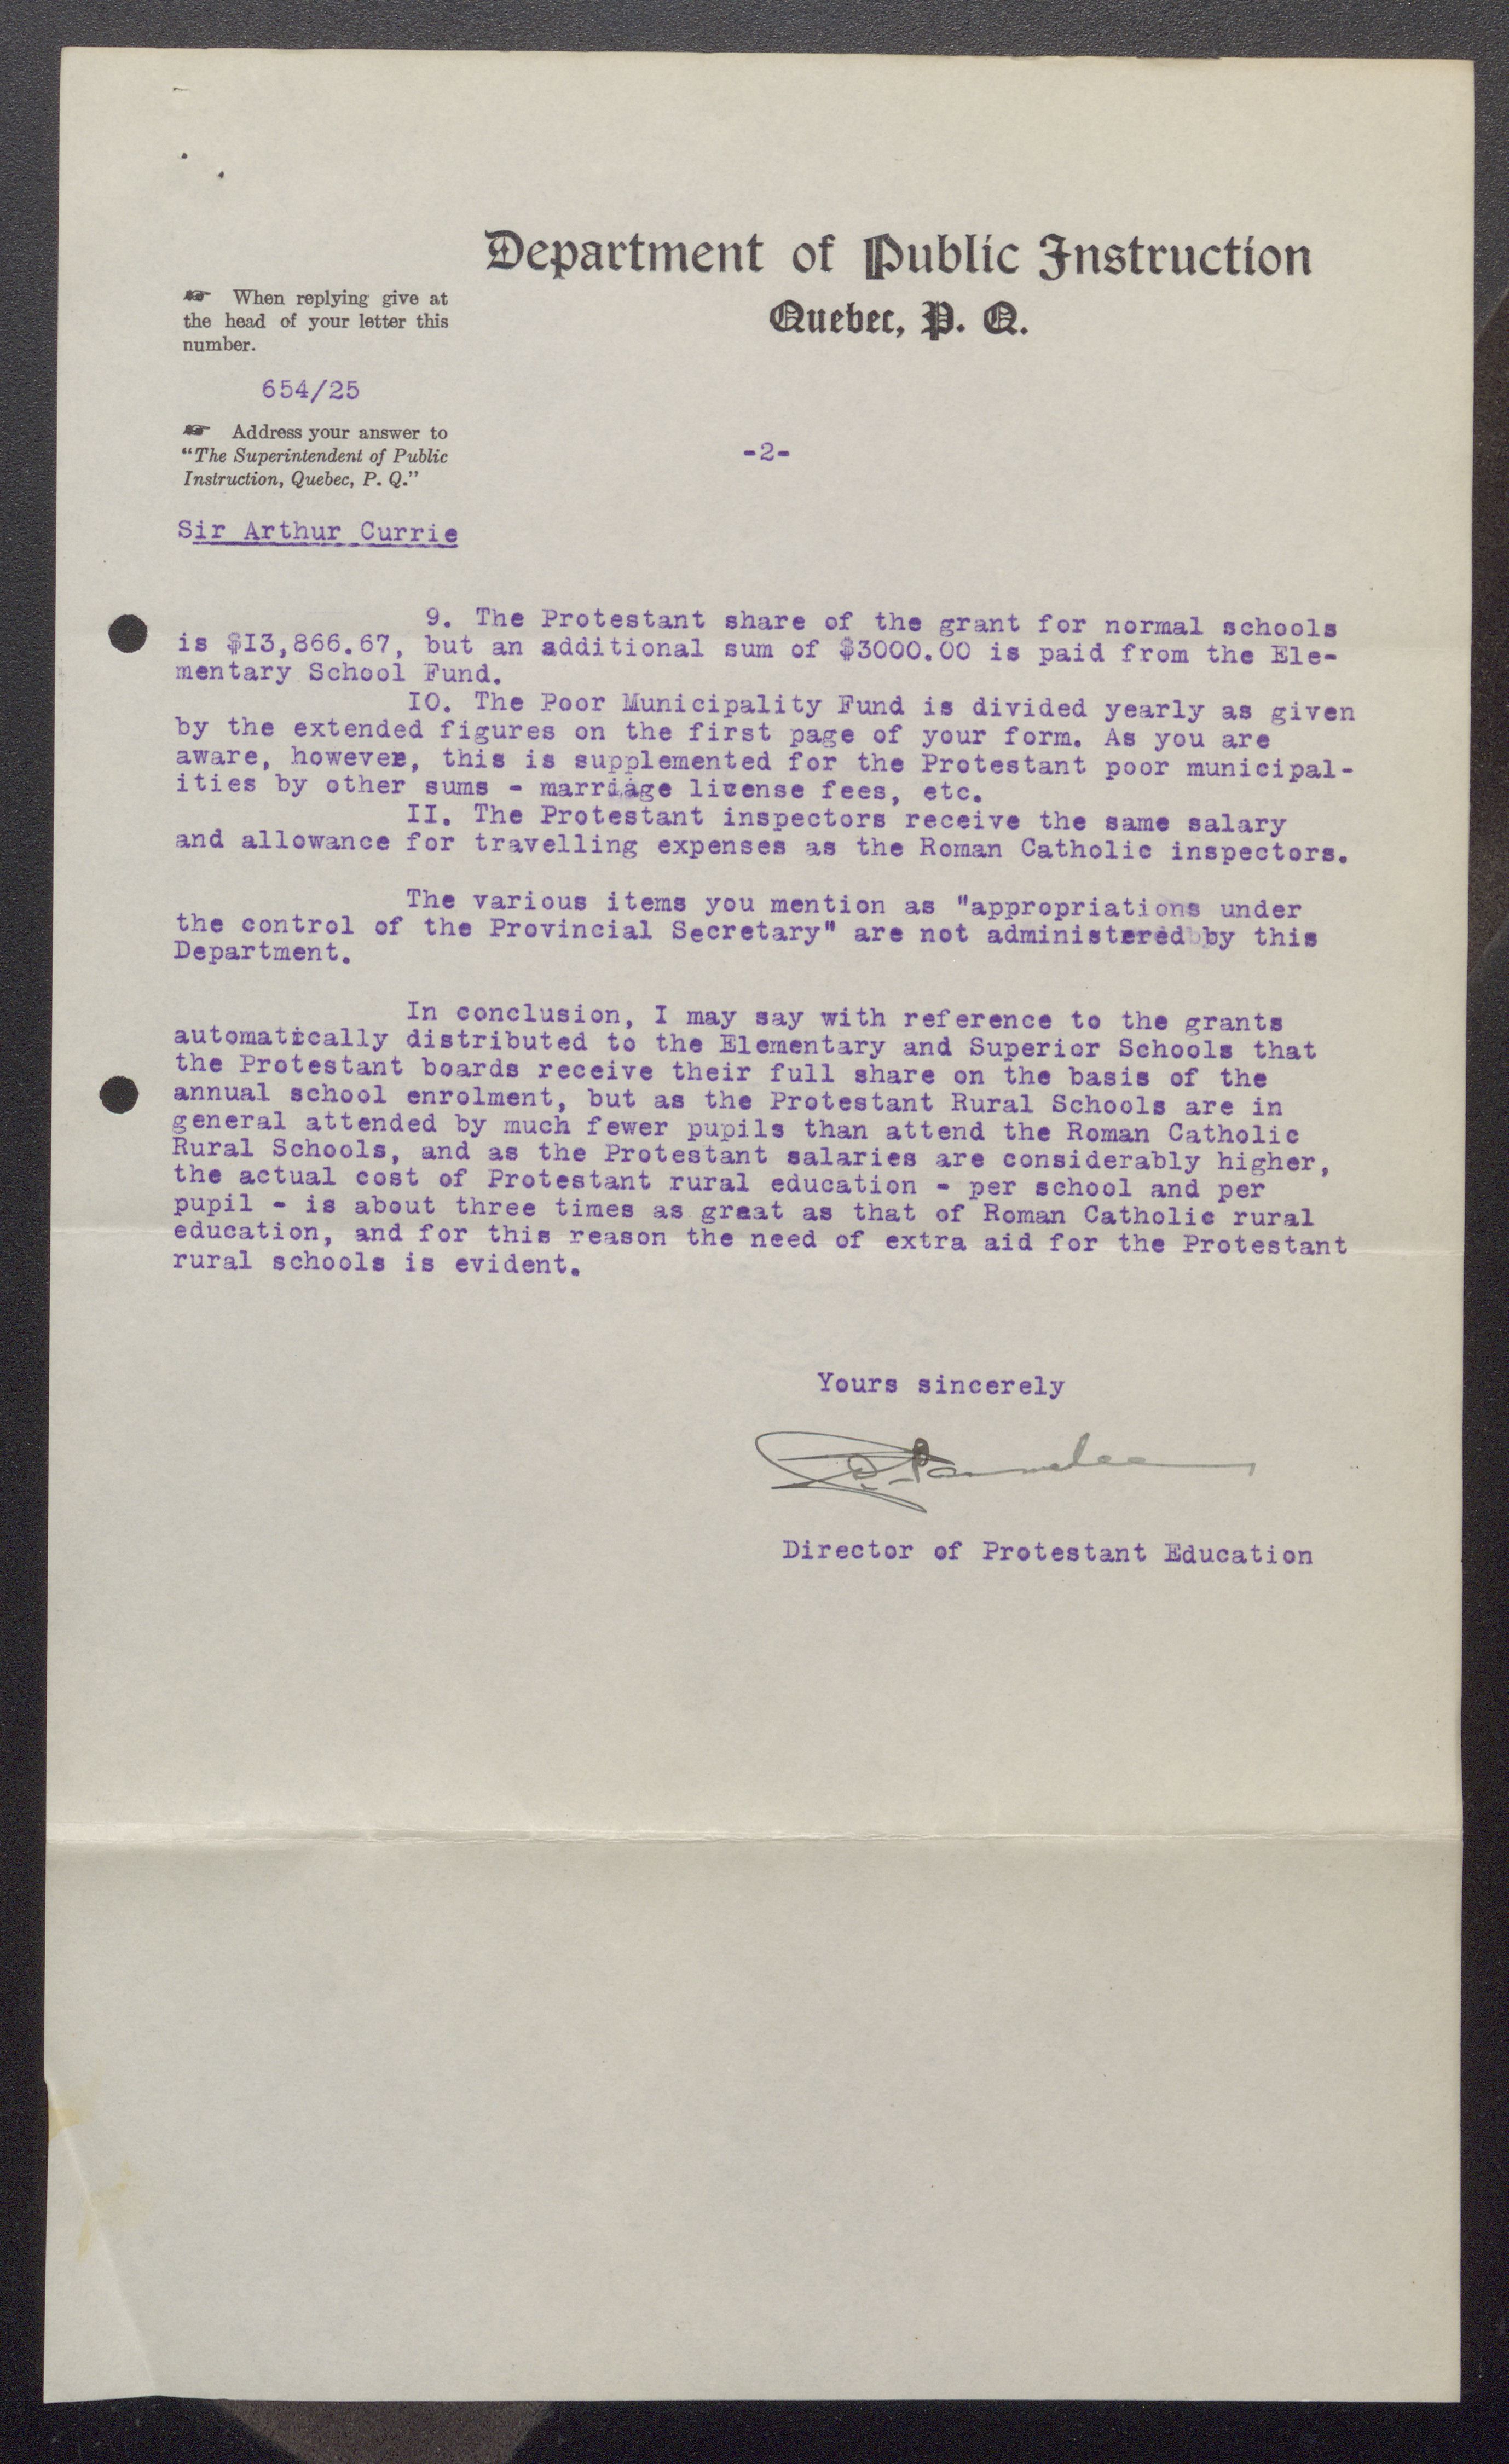 Department of Public Instruction
Quebec, P. Q.
☛ When replying give at
the head of your letter this
number.
654/25
☛ Address your answer to
"The Superintendent of Public
Instruction, Quebec, P. Q."
-2-
Sir Arthur Currie
9. The Protestant share of the grant for normal schools
is $I3,866.67, but an additional sum of $3000.00 is paid from the Ele-
mentary School Fund.
IO. The Poor Municipality Fund is divided yearly as given
by the extended figures on the first page of your form. As you are
aware, however, this is supplemented for the Protestant poor municipal-
ities by other sums - marriage license fees, etc.
II. The Protestant inspectors receive the same salary
and allowance for travelling expenses as the Roman Catholic inspectors.
The various items you mention as "appropriations under
the control of the Provincial Secretary" are not administered by this
Department.
In conclusion, I may say with reference to the grants
automatically distributed to the Elementary and Superior Schools that
the Protestant boards receive their full share on the basis of the
annual school enrolment, but as the Protestant Rural Schools are in
general attended by much fewer pupils than attend the Roman Catholic
Rural Schools, and as the Protestant salaries are considerably higher,
the actual cost of Protestant rural education - per school and per
pupil - is about three times as great as that of Roman Catholic rural
education, and for this reason the need of extra aid for the Protestant
rural schools is evident.
Yours sincerely
Parmelee
Director of Protestant Education